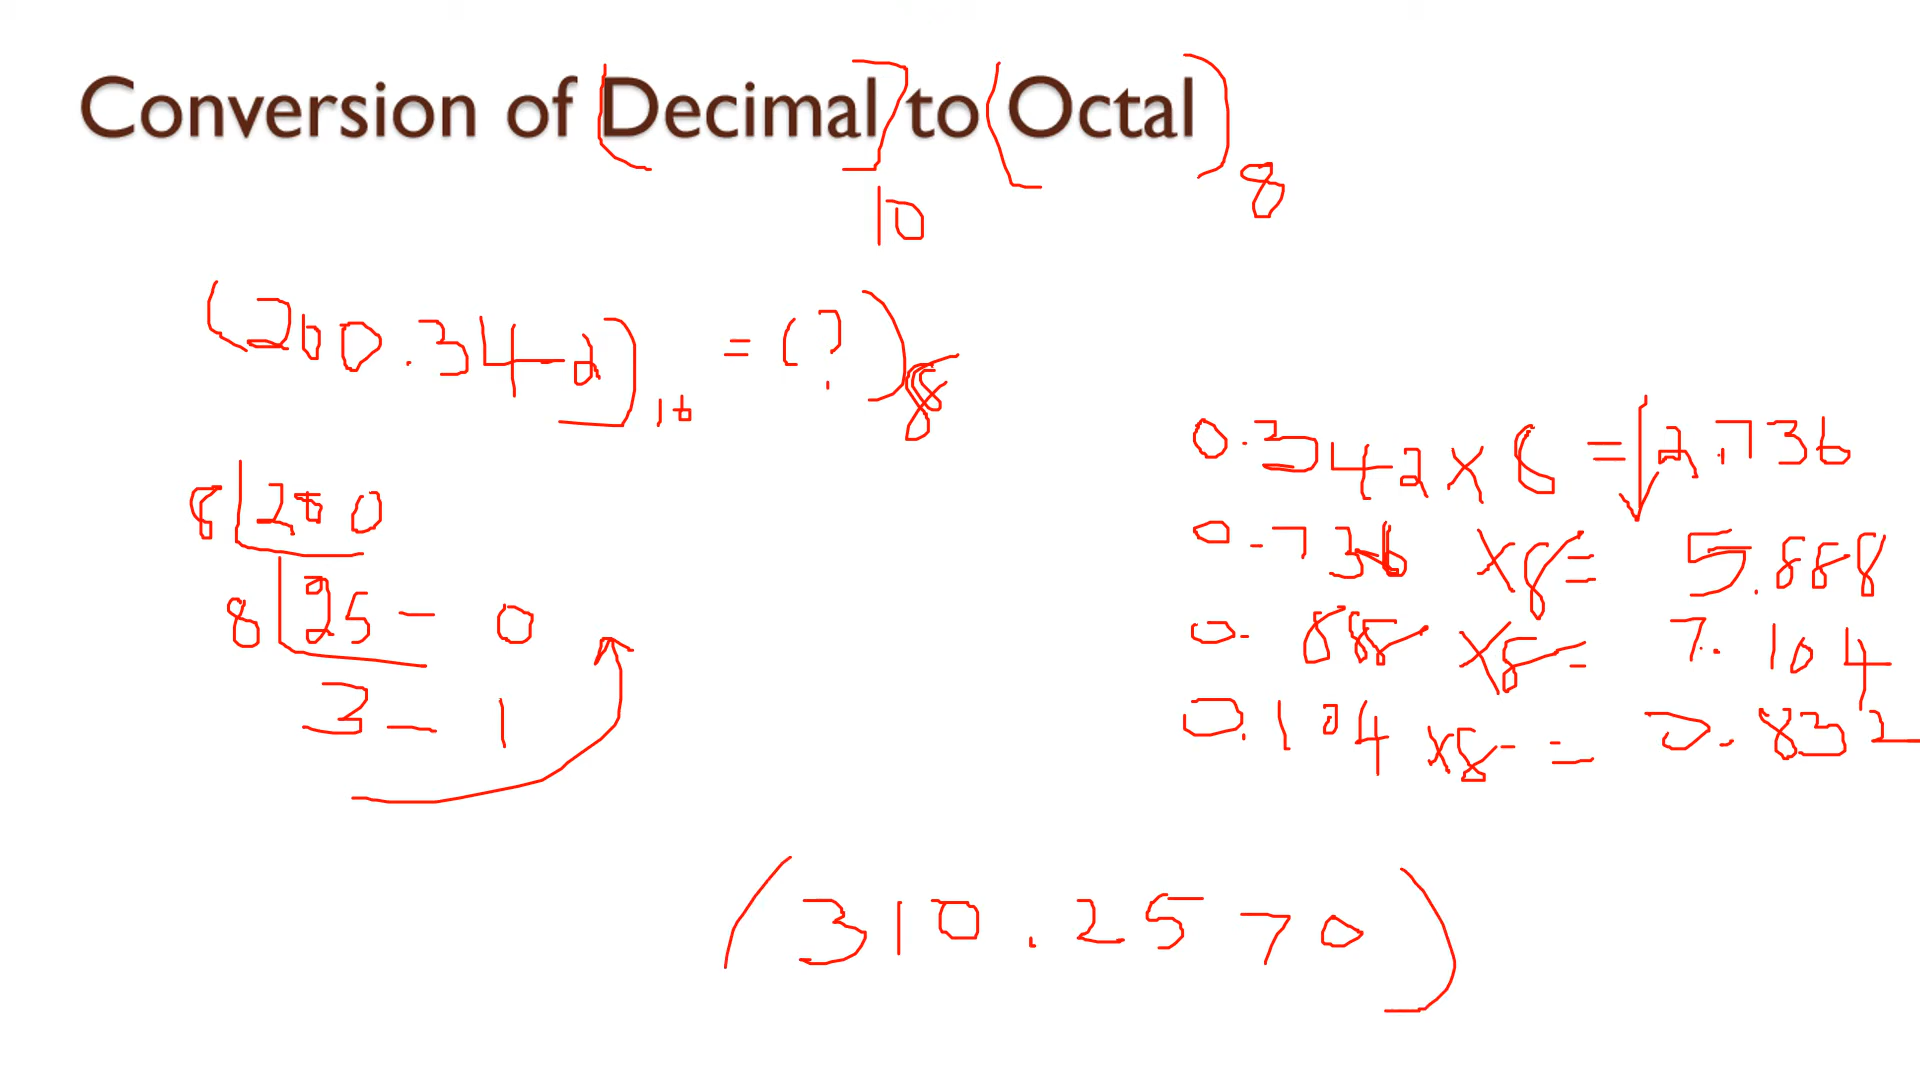 Conversion of (Decimal) to (Octal)
10
8
(200.342)10 = (?)8
8 200
8 25 - 0
3 - 1
0.342 x 8 = 2.736
0.736 x 8 = 5.888
0.888 x 8 = 7.104
0.104 x 8 = 0.832
(310.2570)